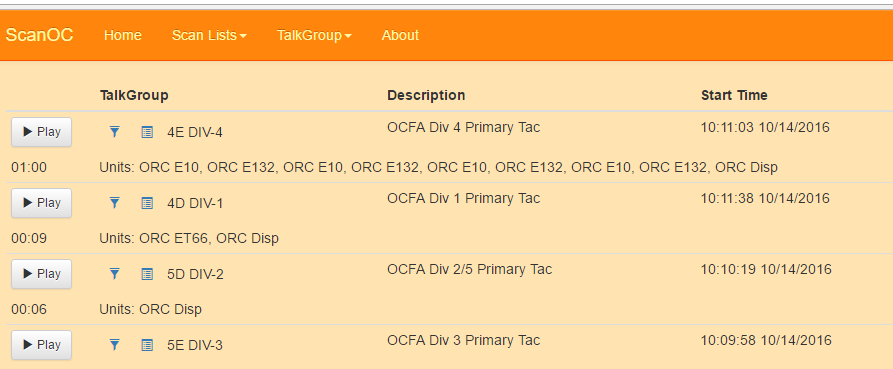 ScanOC Home Scan Lists TalkGroup About
TalkGroup Description Start Time
Play 4E DIV-4 OCFA Div 4 Primary Tac 10:11:03 10/14/2016
01:00 Units: ORC E10, ORC E132, ORC E10, ORC E132, ORC E10, ORC E132, ORC E10, ORC E132, ORC Disp
Play 4D DIV-1 OCFA Div 1 Primary Tac 10:11:38 10/14/2016
00:09 Units: ORC ET66, ORC Disp
Play 5D DIV-2 OCFA Div 2/5 Primary Tac 10:10:19 10/14/2016
00:06 Units: ORC Disp
Play 5E DIV-3 OCFA Div 3 Primary Tac 10:09:58 10/14/2016